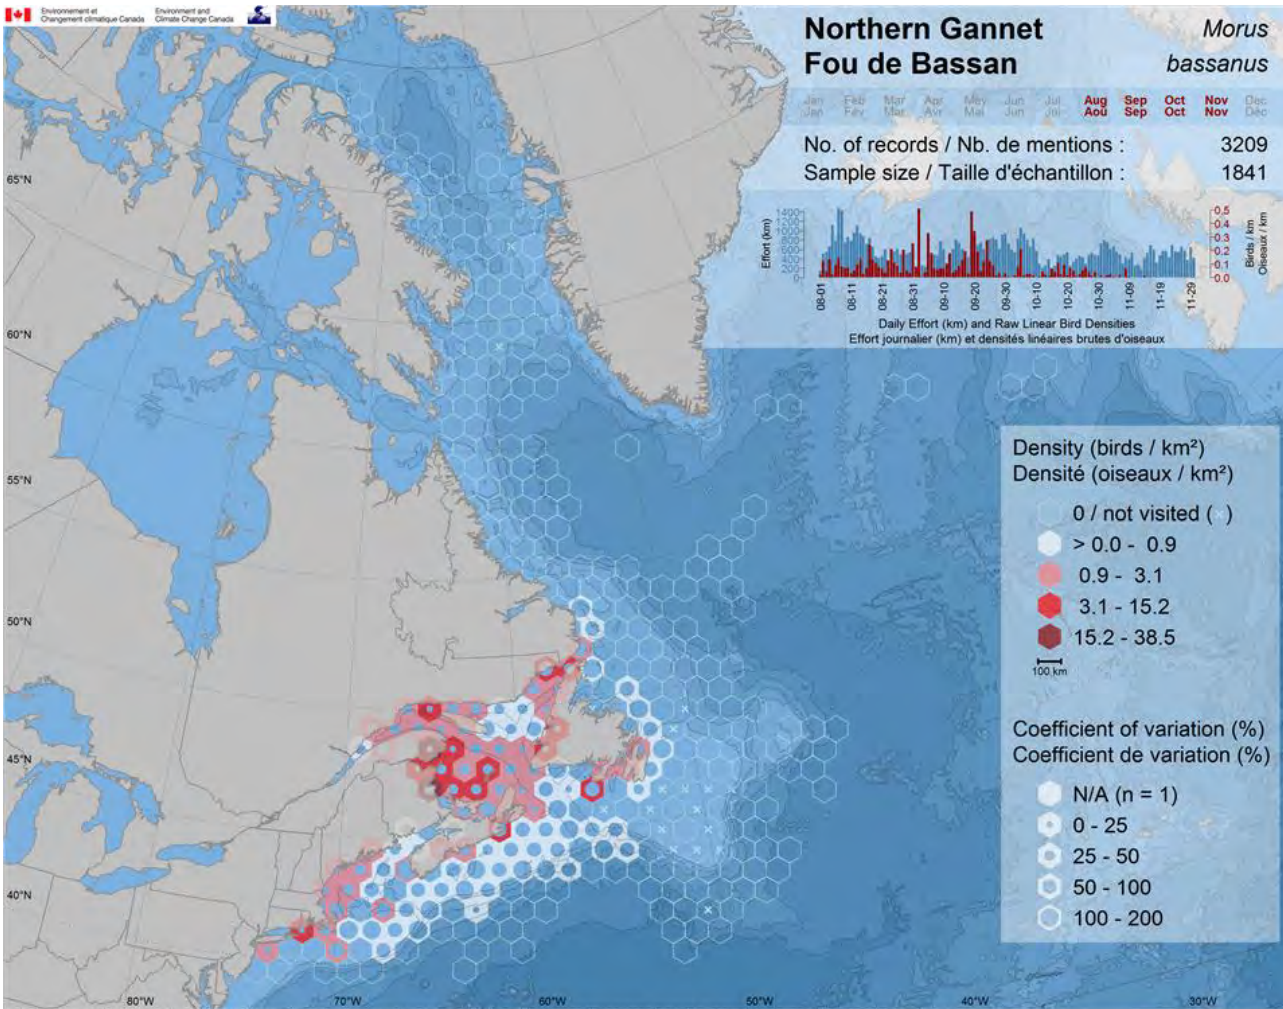 Environnement et
Changement climatique Canada
Environment and
Climate Change Canada
Northern Gannet
Fou de Bassan
Morus
bassanus
Jan Feb Mar Apr May Jun Jul Aug Sep Oct Nov Dec
Jan Fév Mar Avr Mai Jun Jul Aoû Sep Oct Nov Déc
No. of records / Nb. de mentions : 3209
Sample size / Taille d'échantillon : 1841
Effort (km)
1400
1200
1000
800
600
400
200
0
0.5
0.4
0.3
0.2
0.1
0.0
Birds / km
Oiseaux / km
08-01 08-11 08-21 08-31 09-10 09-20 09-30 10-10 10-20 10-30 11-09 11-19 11-29
Daily Effort (km) and Raw Linear Bird Densities
Effort journalier (km) et densités linéaires brutes d'oiseaux
65°N
60°N
55°N
50°N
45°N
40°N
80°W 70°W 60°W 50°W 40°W 30°W
Density (birds / km²)
Densité (oiseaux / km²)
0 / not visited (×)
> 0.0 - 0.9
0.9 - 3.1
3.1 - 15.2
15.2 - 38.5
100 km
Coefficient of variation (%)
Coefficient de variation (%)
N/A (n = 1)
0 - 25
25 - 50
50 - 100
100 - 200